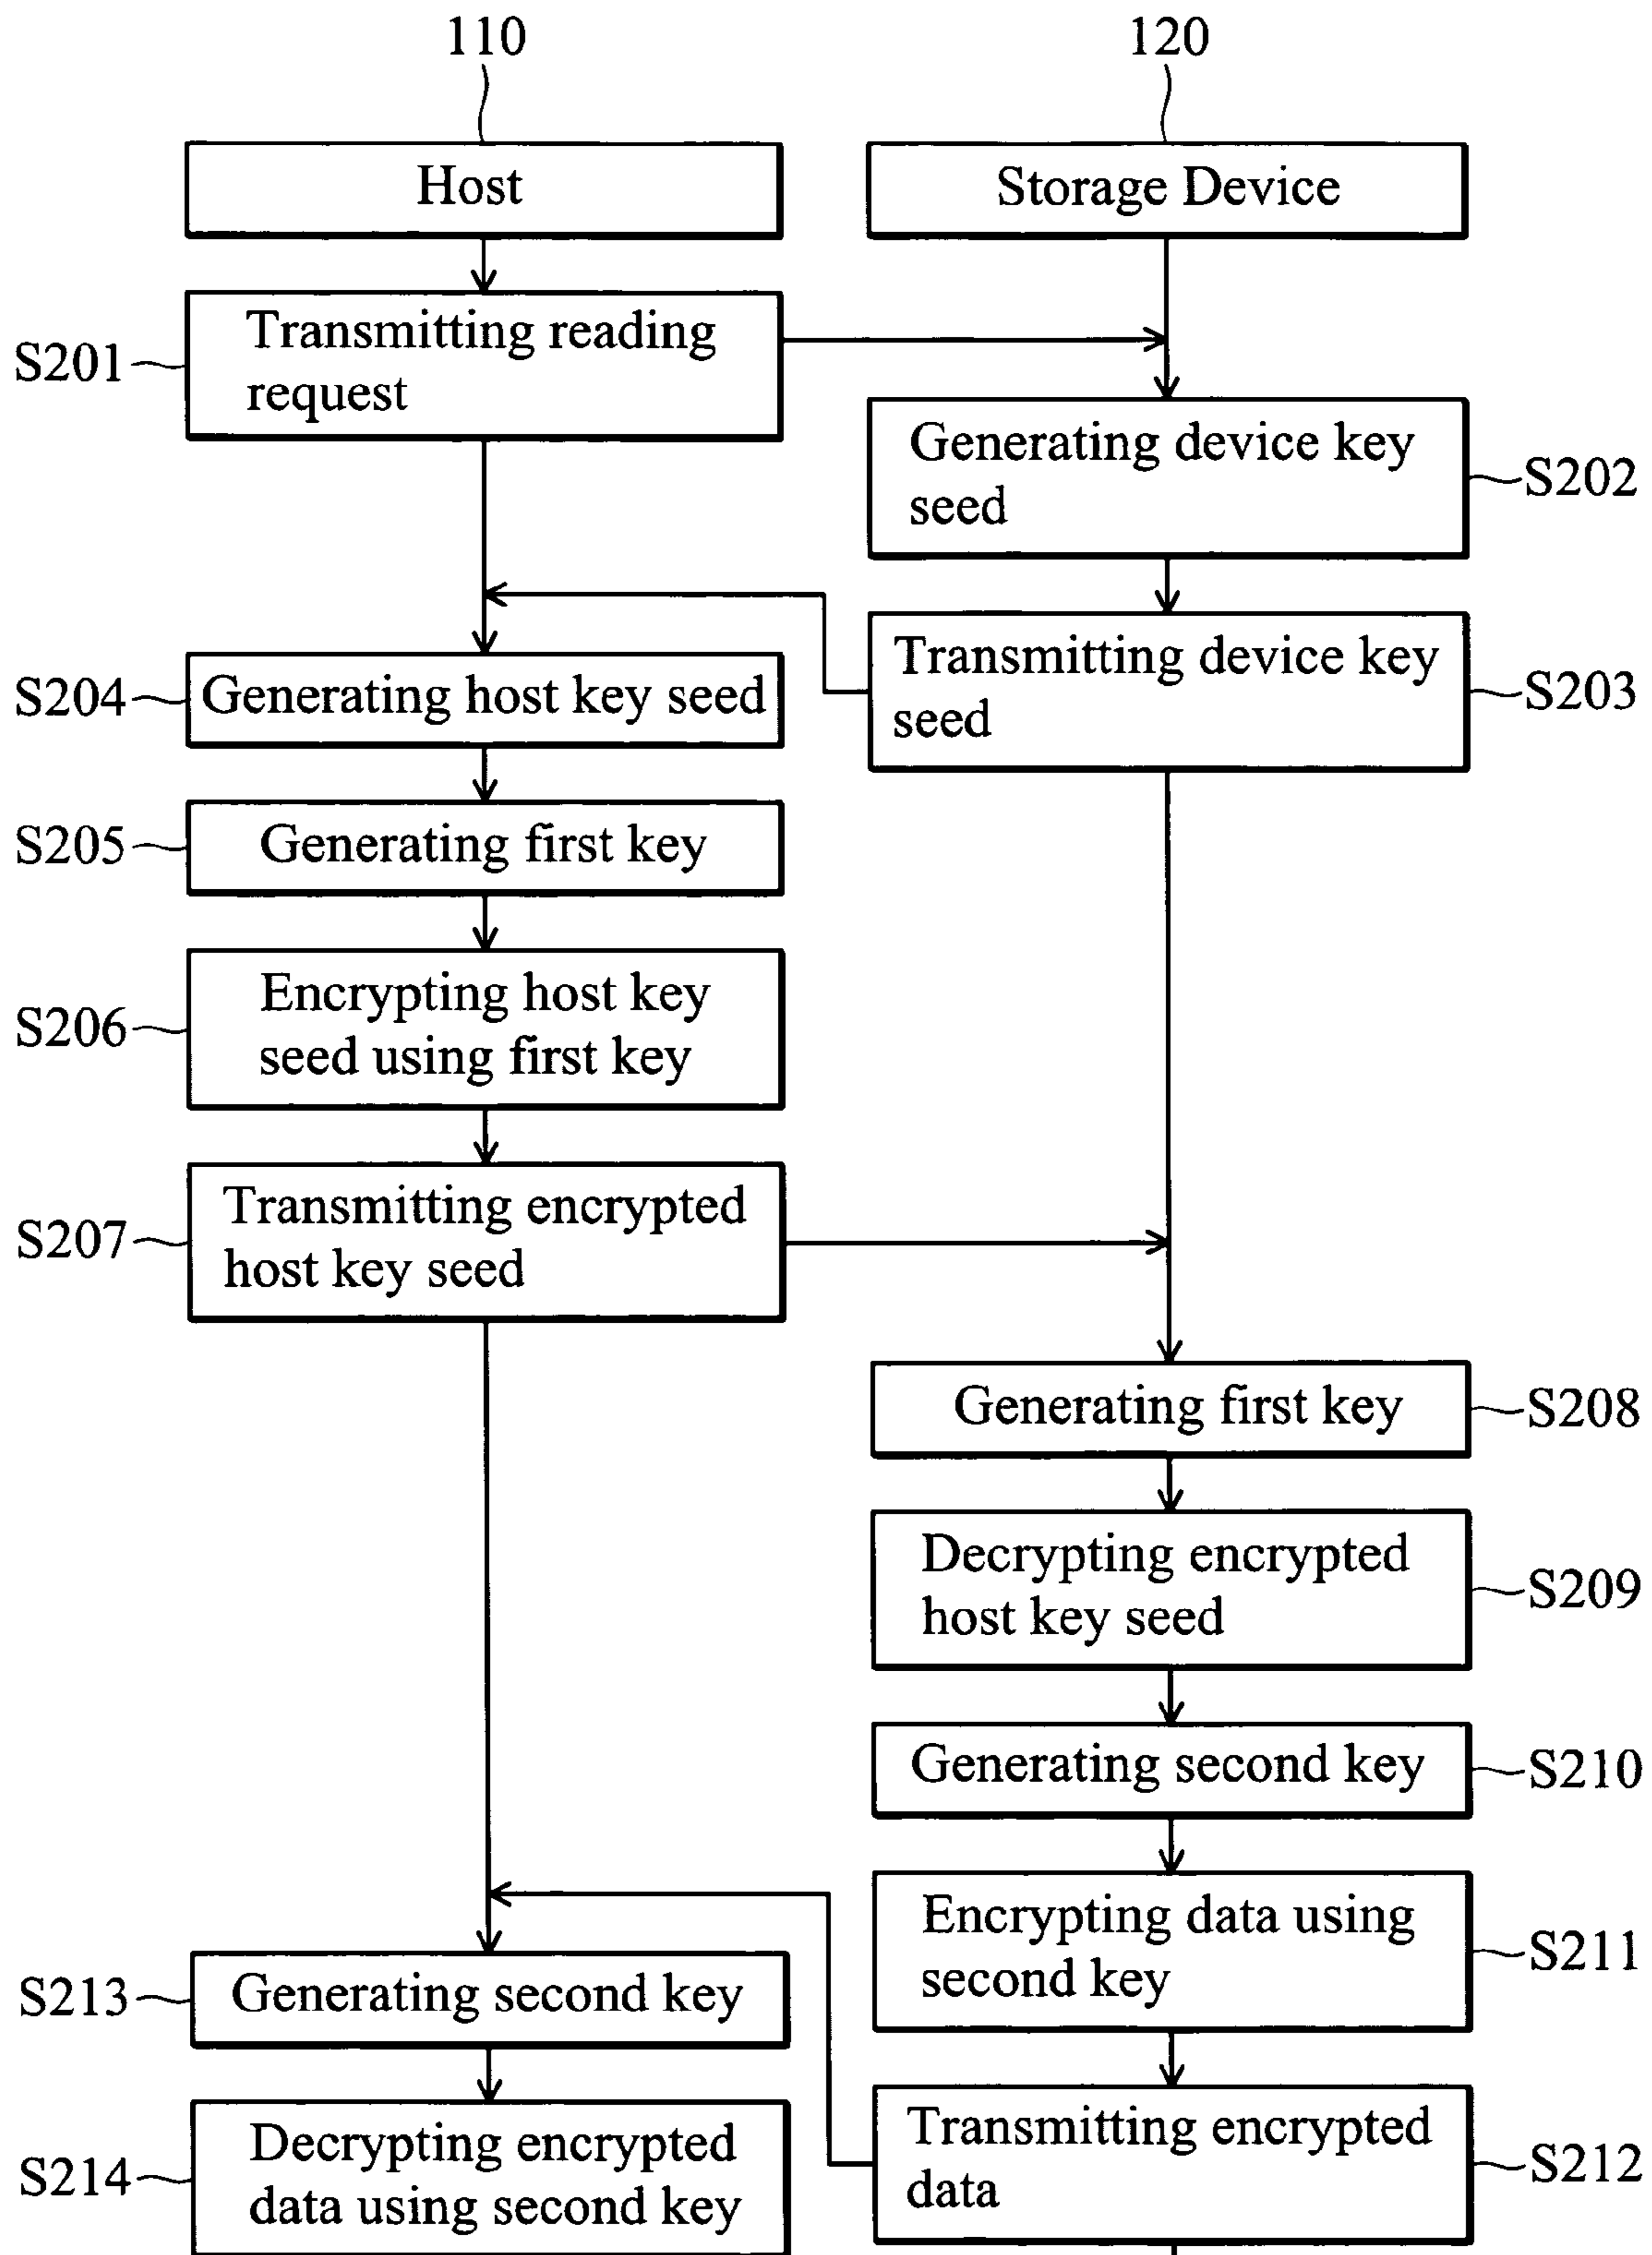 110
120
Host
Storage Device
S201
Transmitting reading
request
Generating device key
seed
S202
Transmitting device key
seed
S203
S204
Generating host key seed
S205
Generating first key
S206
Encrypting host key
seed using first key
S207
Transmitting encrypted
host key seed
Generating first key
S208
Decrypting encrypted
host key seed
S209
Generating second key
S210
Encrypting data using
second key
S211
S213
Generating second key
Transmitting encrypted
data
S212
S214
Decrypting encrypted
data using second key